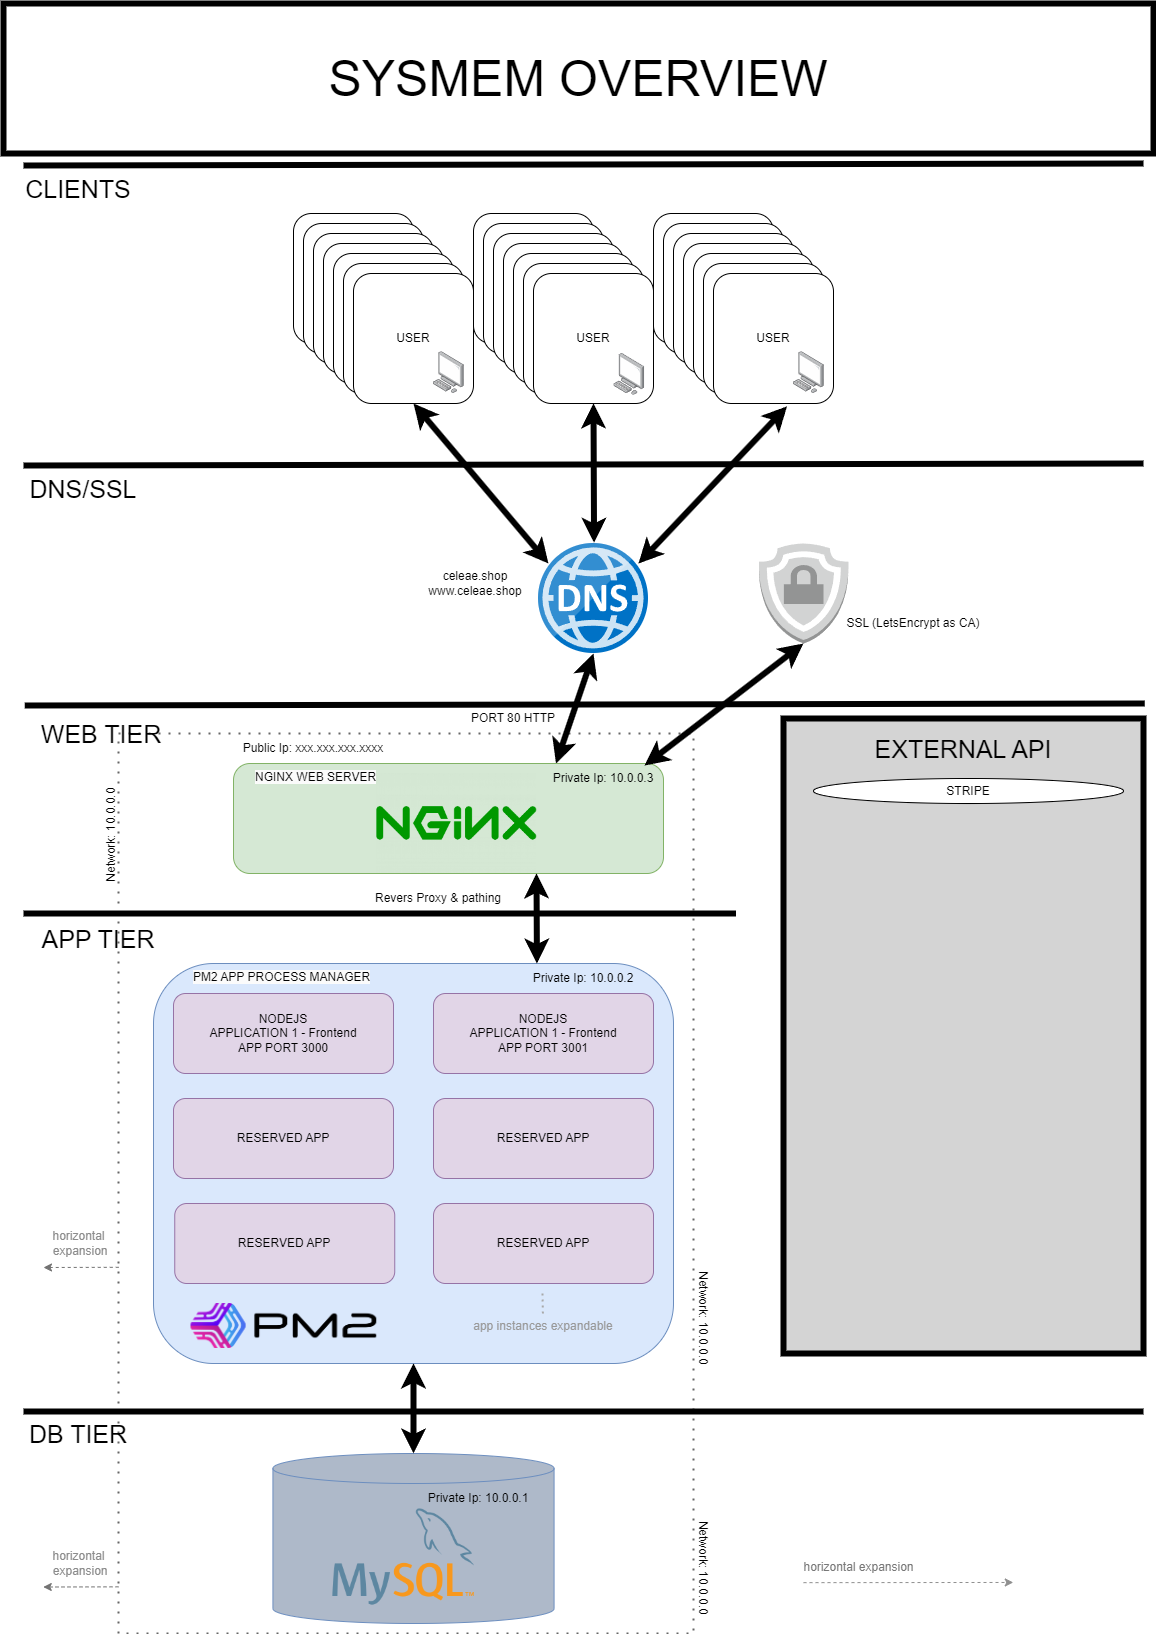 SYSMEM OVERVIEW
CLIENTS
USER
USER
USER
DNS/SSL
celeae.shop
www.celeae.shop
DNS
SSL (LetsEncrypt as CA)
PORT 80 HTTP
WEB TIER
Public Ip: xxx.xxx.xxx.xxxx
NGINX WEB SERVER
Private Ip: 10.0.0.3
NGiNX
Network: 10.0.0.0
Revers Proxy & pathing
EXTERNAL API
STRIPE
APP TIER
PM2 APP PROCESS MANAGER
Private Ip: 10.0.0.2
NODEJS
APPLICATION 1 - Frontend
APP PORT 3000
NODEJS
APPLICATION 1 - Frontend
APP PORT 3001
RESERVED APP
RESERVED APP
RESERVED APP
RESERVED APP
horizontal
expansion
PM2
app instances expandable
Network: 10.0.0.0
DB TIER
Private Ip: 10.0.0.1
MySQL™
horizontal
expansion
Network: 10.0.0.0
horizontal expansion